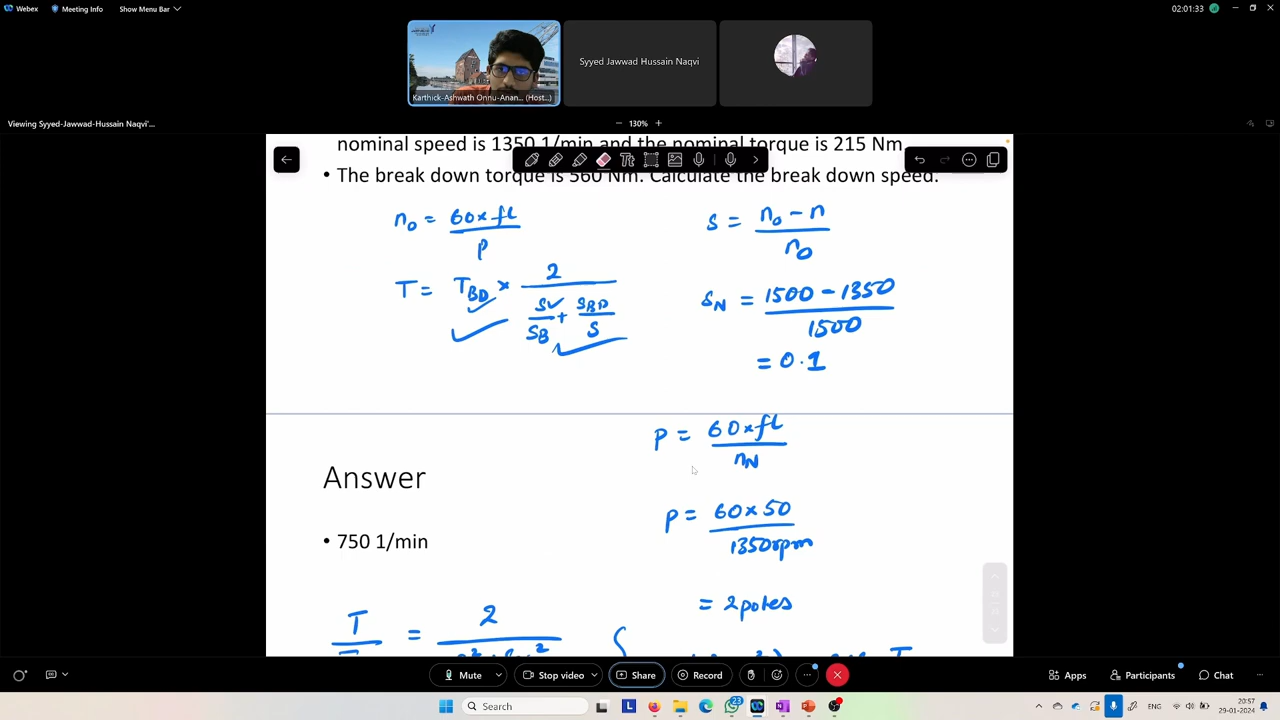 Webex Meeting Info Show Menu Bar
02:01:33
Karthick-Ashwath Onnu-Anan... (Host...)
Syyed Jawwad Hussain Naqvi
Viewing Syyed-Jawwad-Hussain Naqvi'...
130%
nominal speed is 1350 1/min and the nominal torque is 215 Nm.
• The break down torque is 560 Nm. Calculate the break down speed.
n₀ = 60×fL / P
S = n₀ - n / n₀
T = T_BD × 2 / S/S_B + S_BD/S
S_N = 1500 - 1350 / 1500
= 0.1
P = 60×fL / n_N
Answer
P = 60×50 / 1350rpm
• 750 1/min
= 2 poles
T = 2
Mute Stop video Share Record Apps Participants Chat
Search
23
ENG
20:57
29-01-2024